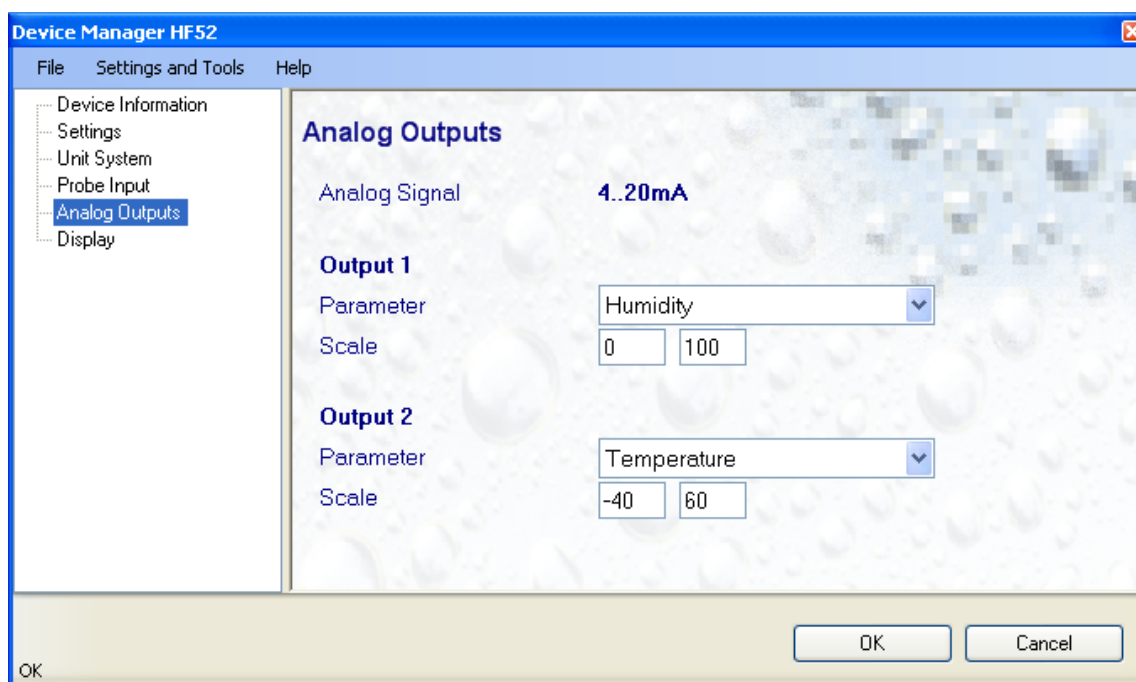 Device Manager HF52
File Settings and Tools Help
Device Information
Settings
Unit System
Probe Input
Analog Outputs
Display
Analog Outputs
Analog Signal 4..20mA
Output 1
Parameter Humidity
Scale 0 100
Output 2
Parameter Temperature
Scale -40 60
OK Cancel
OK